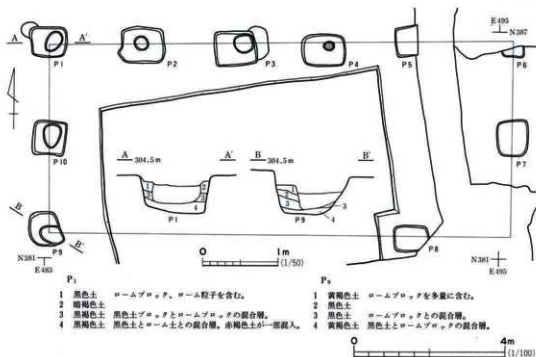 E495
N387
A A'
P1
P2
P3
P4
P5
P6
P10
P7
A 304.5m A'
B 304.5m B'
1 2
3 3
4
P1
1
2
3 3
4
P9
B
B'
P9
P8
N381
E483
N381
E495
0 1m
(1/50)
P1
1 黒色土 ロームブロック、ローム粒子を含む。
2 暗褐色土
3 黒褐色土 黒色土ブロックとロームブロックの混合層。
4 黒褐色土 黒色土とローム土との混合層。赤褐色土が一部混入。
P9
1 黄褐色土 ロームブロックを多量に含む。
2 黒色土
3 黒色土 ロームブロックとの混合層。
4 黄褐色土 黒色土とロームブロックの混合層。
0 4m
(1/100)